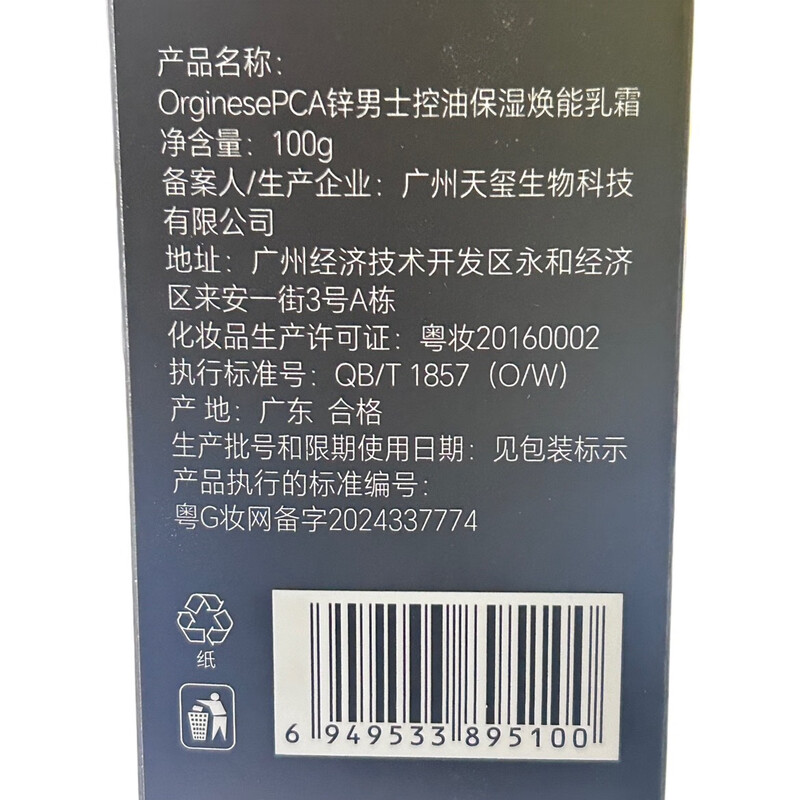 产品名称：
OrginesePCA锌男士控油保湿焕能乳霜
净含量：100g
备案人/生产企业：广州天玺生物科技
有限公司
地址：广州经济技术开发区永和经济
区来安一街3号A栋
化妆品生产许可证：粤妆20160002
执行标准号：QB/T 1857（O/W）
产 地：广东 合格
生产批号和限期使用日期：见包装标示
产品执行的标准编号：
粤G妆网备字2024337774
纸
6 949533 895100